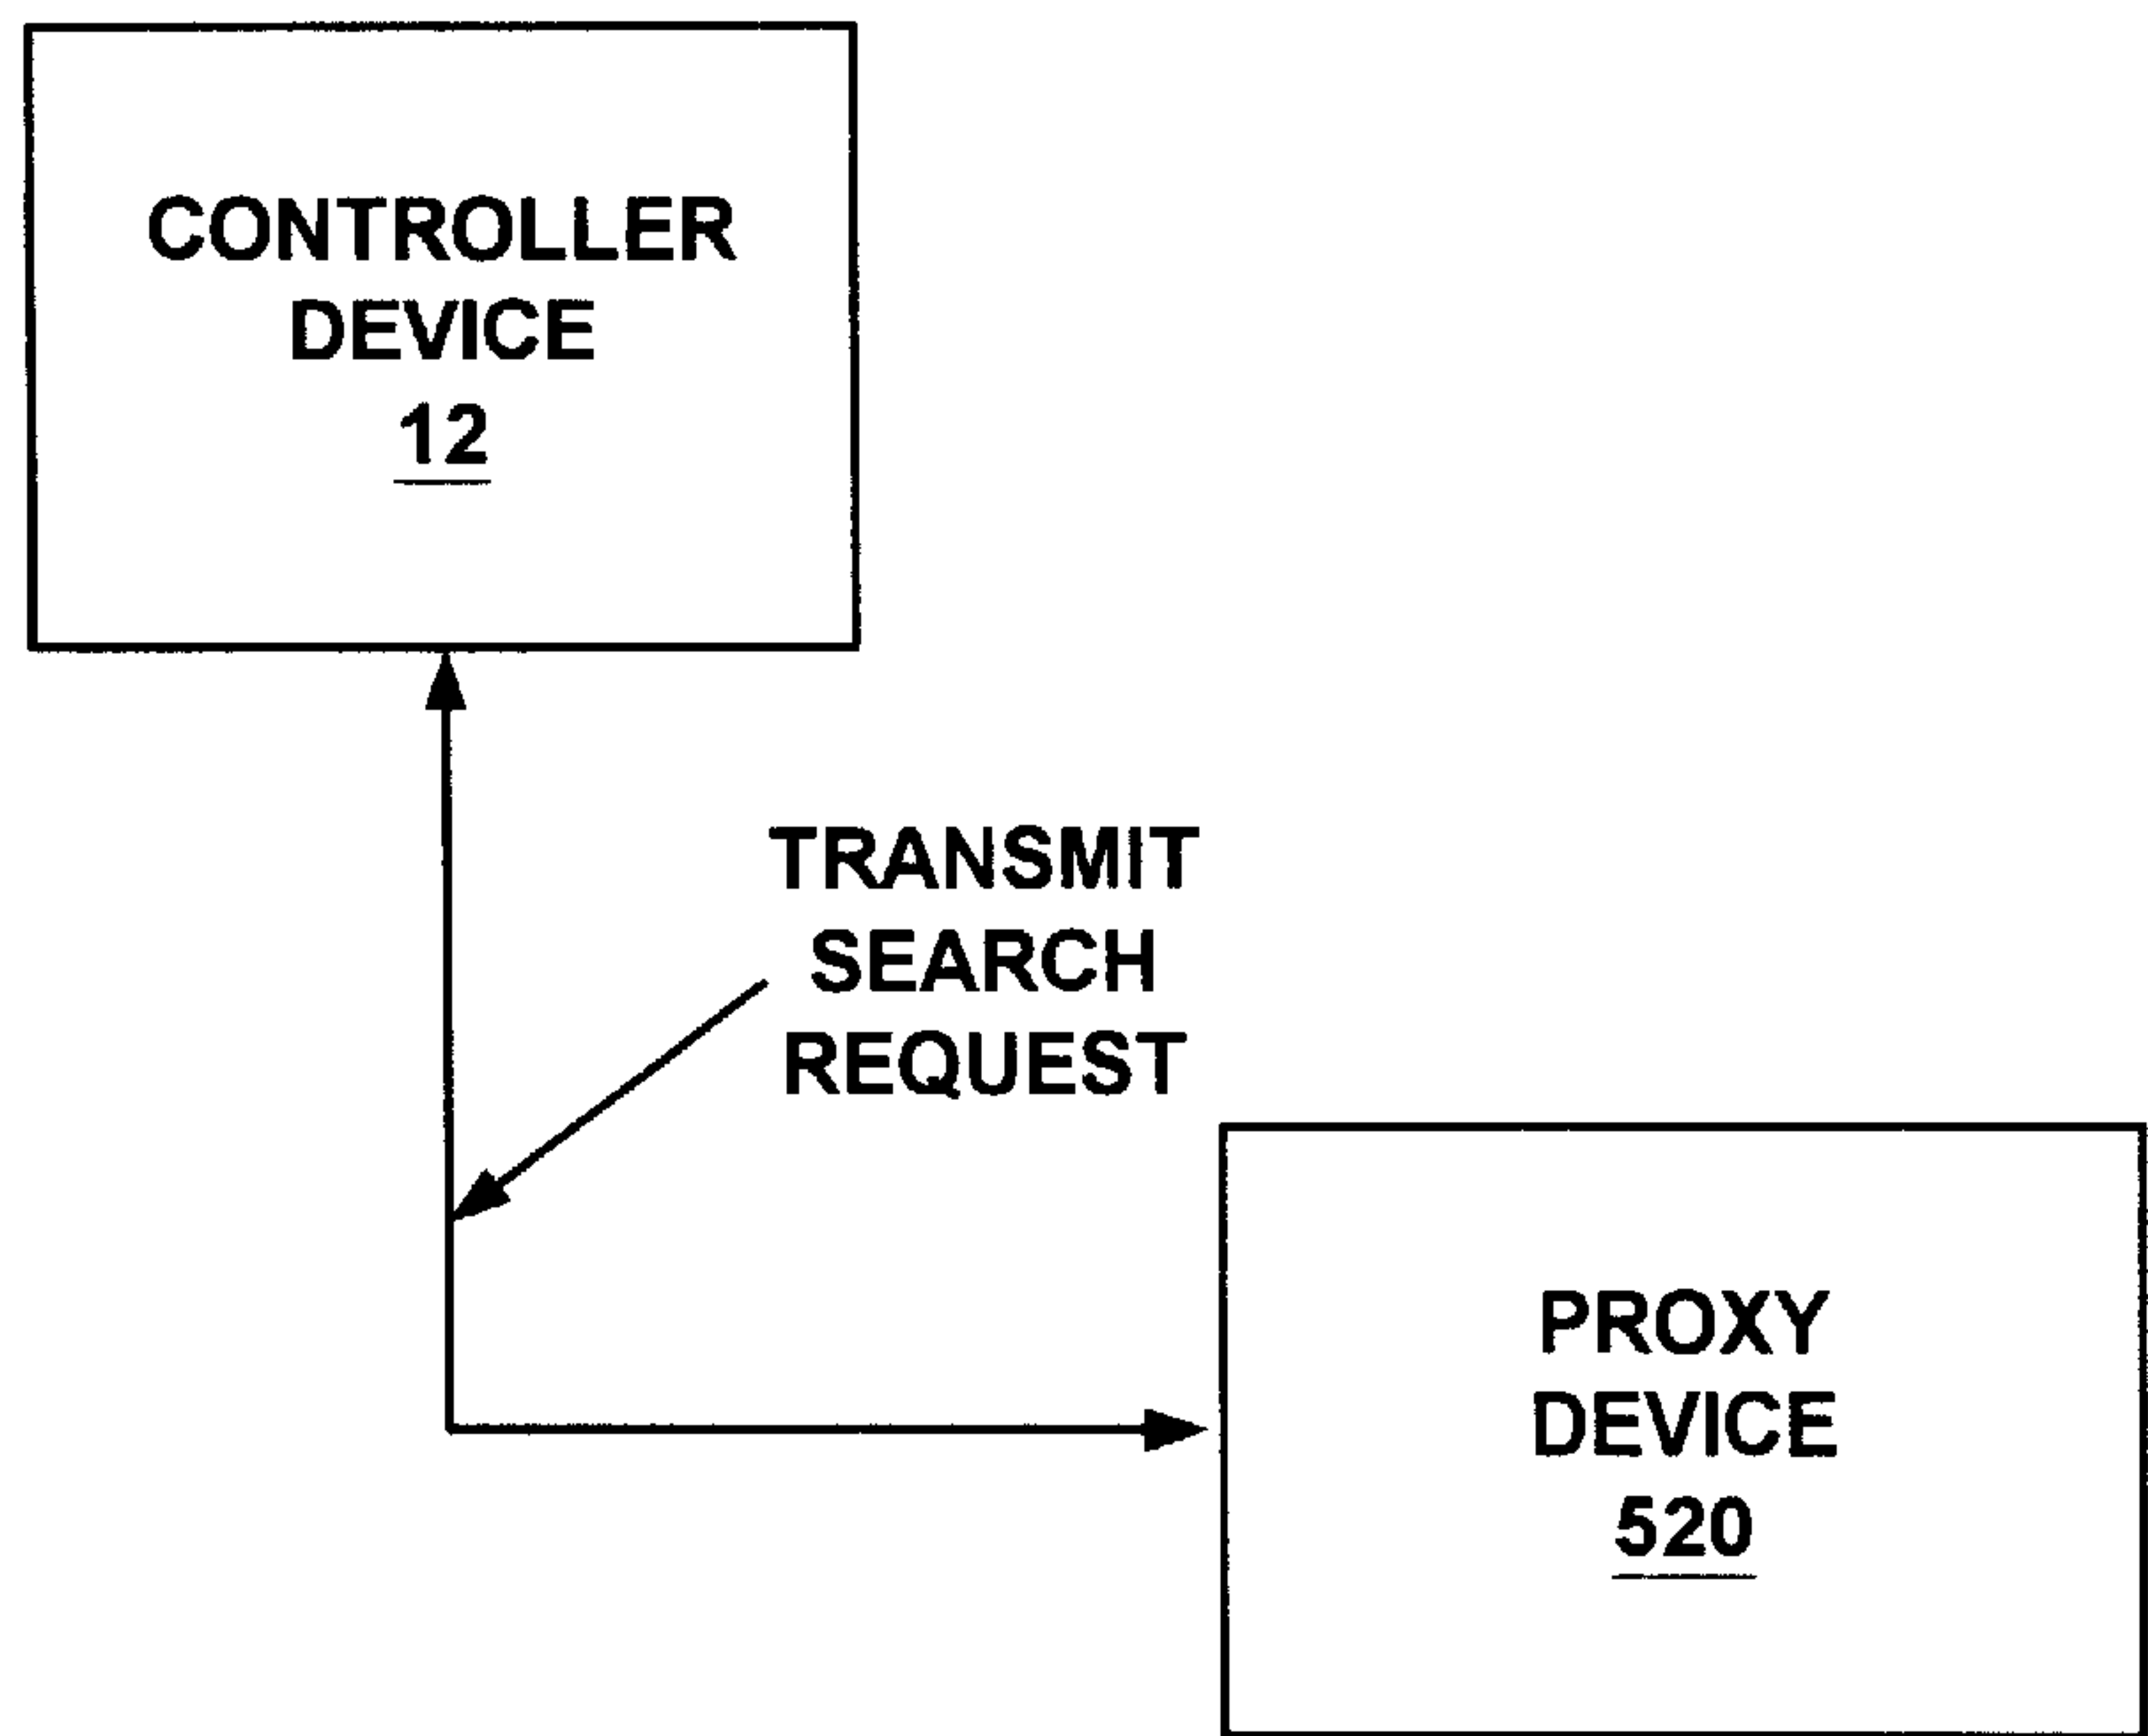 CONTROLLER
DEVICE
12
TRANSMIT
SEARCH
REQUEST
PROXY
DEVICE
520